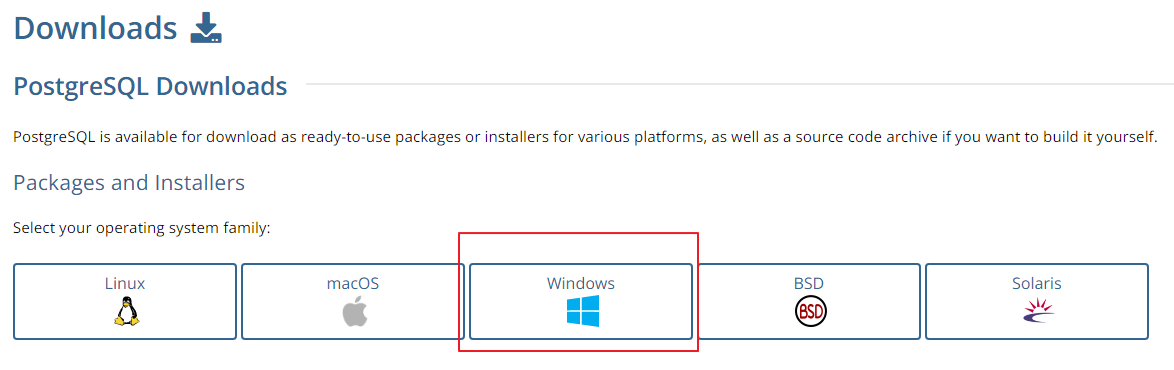 Downloads
PostgreSQL Downloads
PostgreSQL is available for download as ready-to-use packages or installers for various platforms, as well as a source code archive if you want to build it yourself.
Packages and Installers
Select your operating system family:
Linux
macOS
Windows
BSD
Solaris
BSD